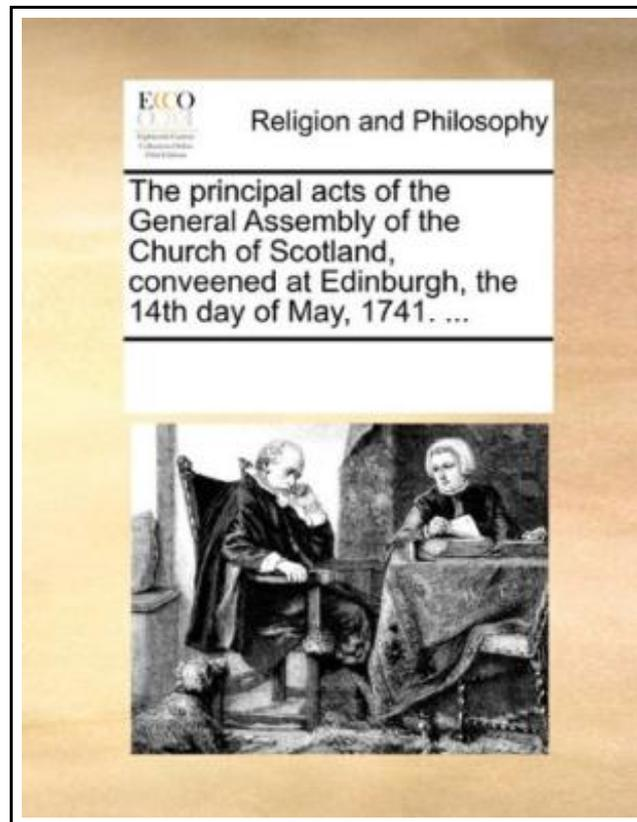 ECCO
Religion and Philosophy
The principal acts of the
General Assembly of the
Church of Scotland,
conveened at Edinburgh, the
14th day of May, 1741. ...